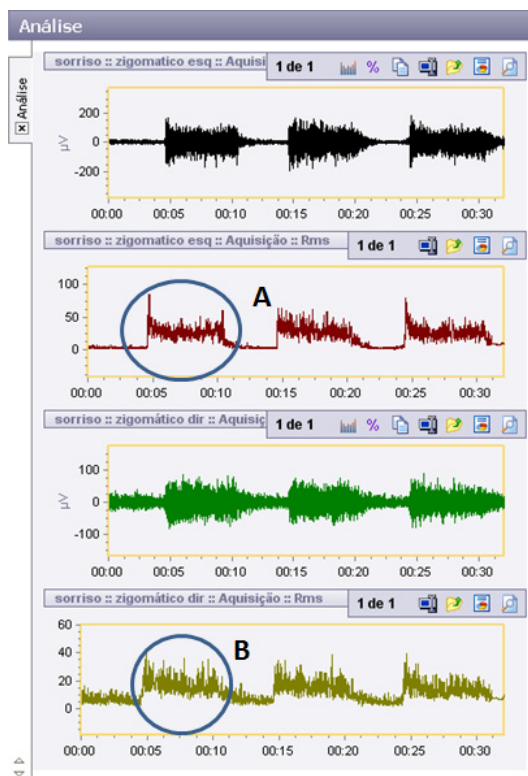 Análise
Análise
sorriso :: zigomatico esq :: Aquisi
1 de 1
%
200
0
-200
µV
00:00 00:05 00:10 00:15 00:20 00:25 00:30
sorriso :: zigomatico esq :: Aquisição :: Rms
1 de 1
100
50
0
A
00:00 00:05 00:10 00:15 00:20 00:25 00:30
sorriso :: zigomático dir :: Aquisiç
1 de 1
%
100
0
-100
µV
00:00 00:05 00:10 00:15 00:20 00:25 00:30
sorriso :: zigomático dir :: Aquisição :: Rms
1 de 1
60
40
20
0
B
00:00 00:05 00:10 00:15 00:20 00:25 00:30